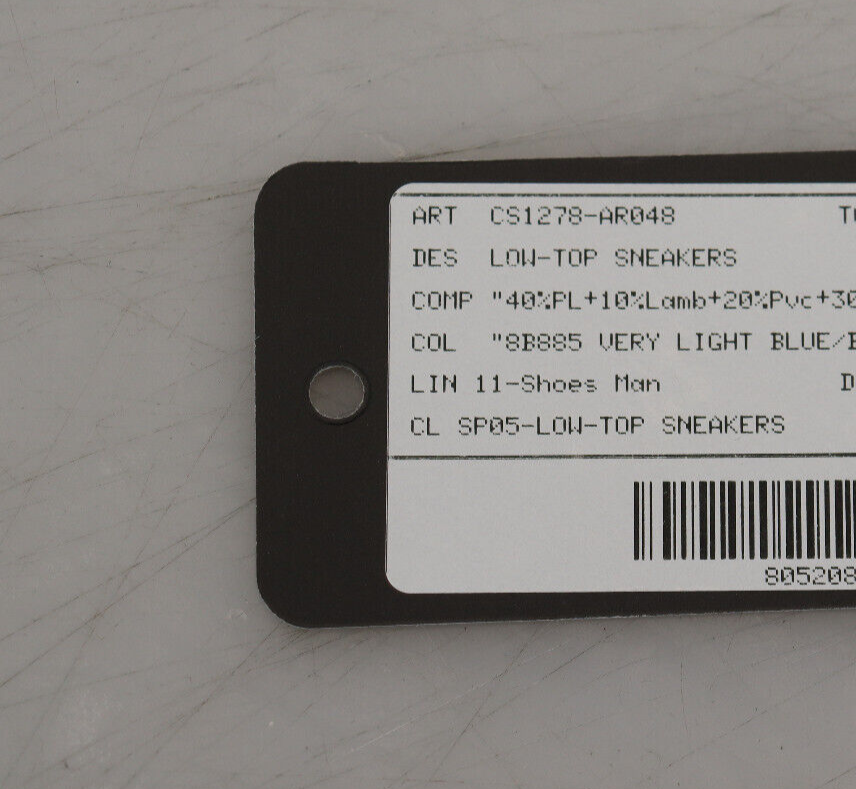 ART CS1278-AR048
DES LOW-TOP SNEAKERS
COMP "40%PL+10%Lamb+20%Pvc+30
COL "8B885 VERY LIGHT BLUE/
LIN 11-Shoes Man D
CL SP05-LOW-TOP SNEAKERS
805208